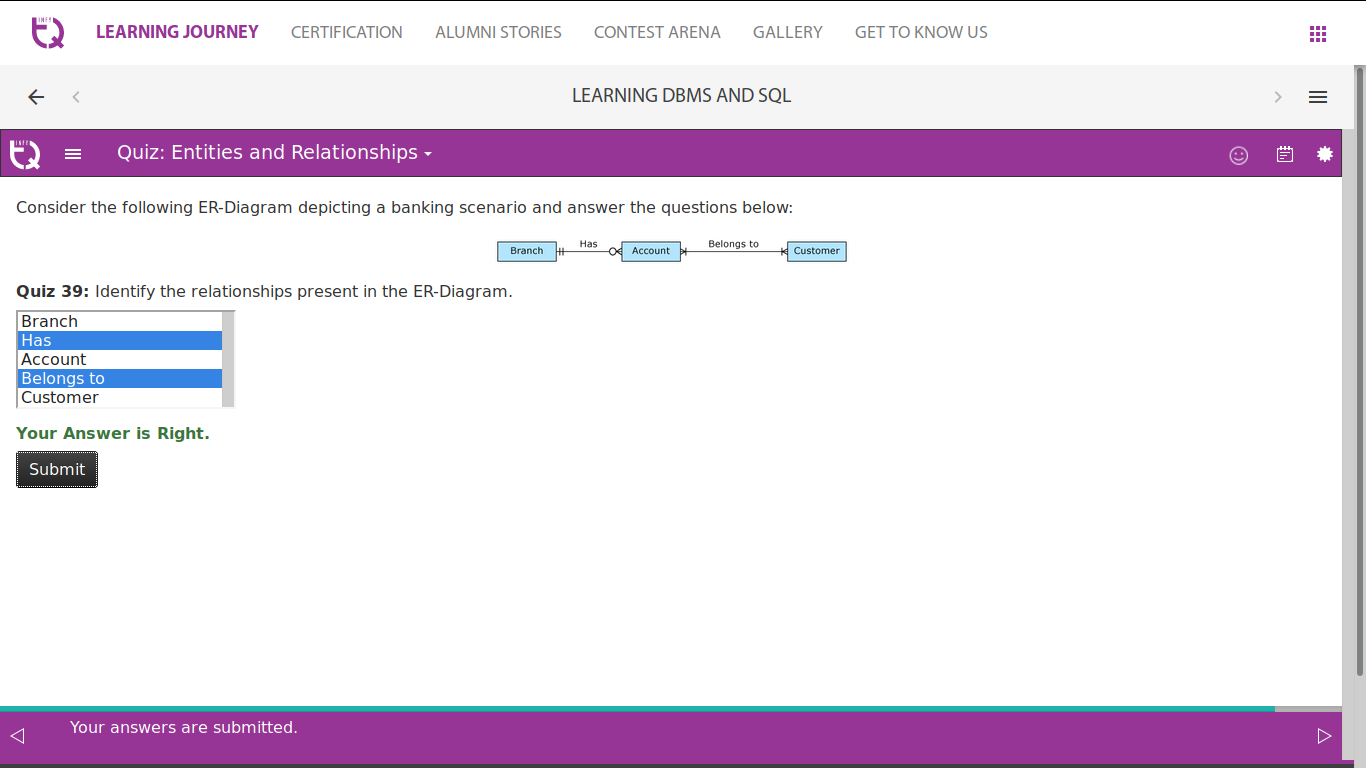 INFY
TQ
LEARNING JOURNEY CERTIFICATION ALUMNI STORIES CONTEST ARENA GALLERY GET TO KNOW US
LEARNING DBMS AND SQL
INFY
TQ
Quiz: Entities and Relationships
Consider the following ER-Diagram depicting a banking scenario and answer the questions below:
Branch Has Account Belongs to Customer
Quiz 39: Identify the relationships present in the ER-Diagram.
Branch
Has
Account
Belongs to
Customer
Your Answer is Right.
Submit
Your answers are submitted.